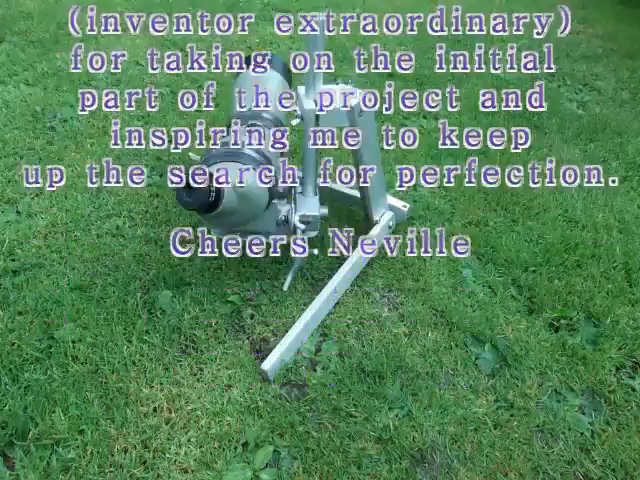 (inventor extraordinary)
for taking on the initial
part of the project and
inspiring me to keep
up the search for perfection.
Cheers Neville